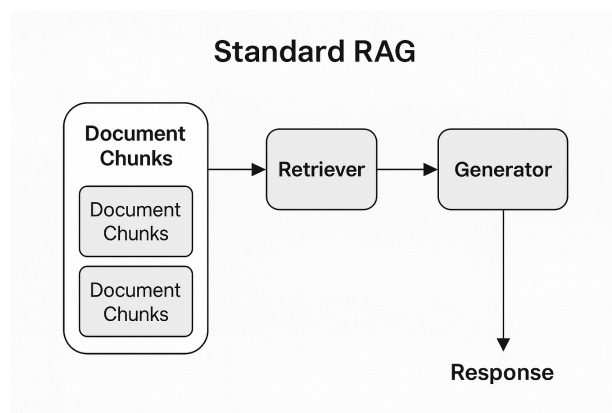 Standard RAG
Document
Chunks
Document
Chunks
Document
Chunks
Retriever
Generator
Response